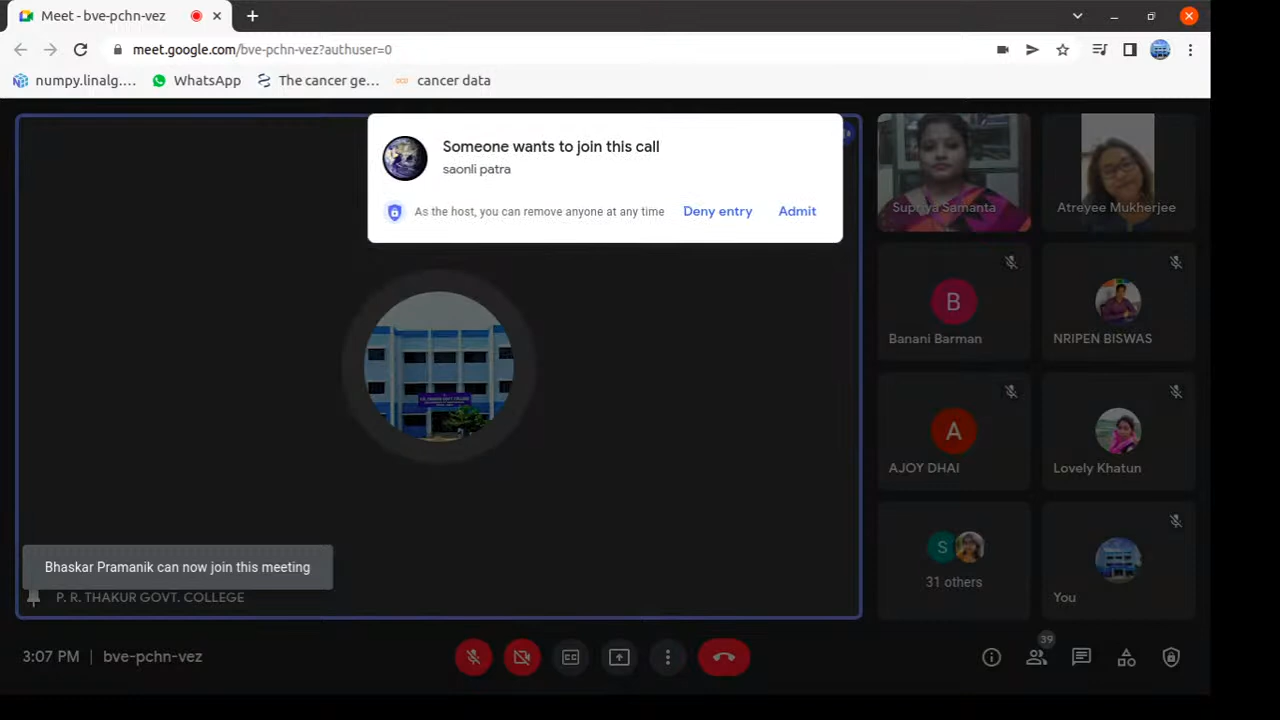 Meet - bve-pchn-vez
meet.google.com/bve-pchn-vez?authuser=0
numpy.linalg.... WhatsApp The cancer ge... cancer data
Someone wants to join this call
saonli patra
As the host, you can remove anyone at any time Deny entry Admit
Supriya Samanta
Atreyee Mukherjee
B
Banani Barman
NRIPEN BISWAS
A
AJOY DHAI
Lovely Khatun
S
31 others
You
Bhaskar Pramanik can now join this meeting
P. R. THAKUR GOVT. COLLEGE
3:07 PM | bve-pchn-vez
CC
39